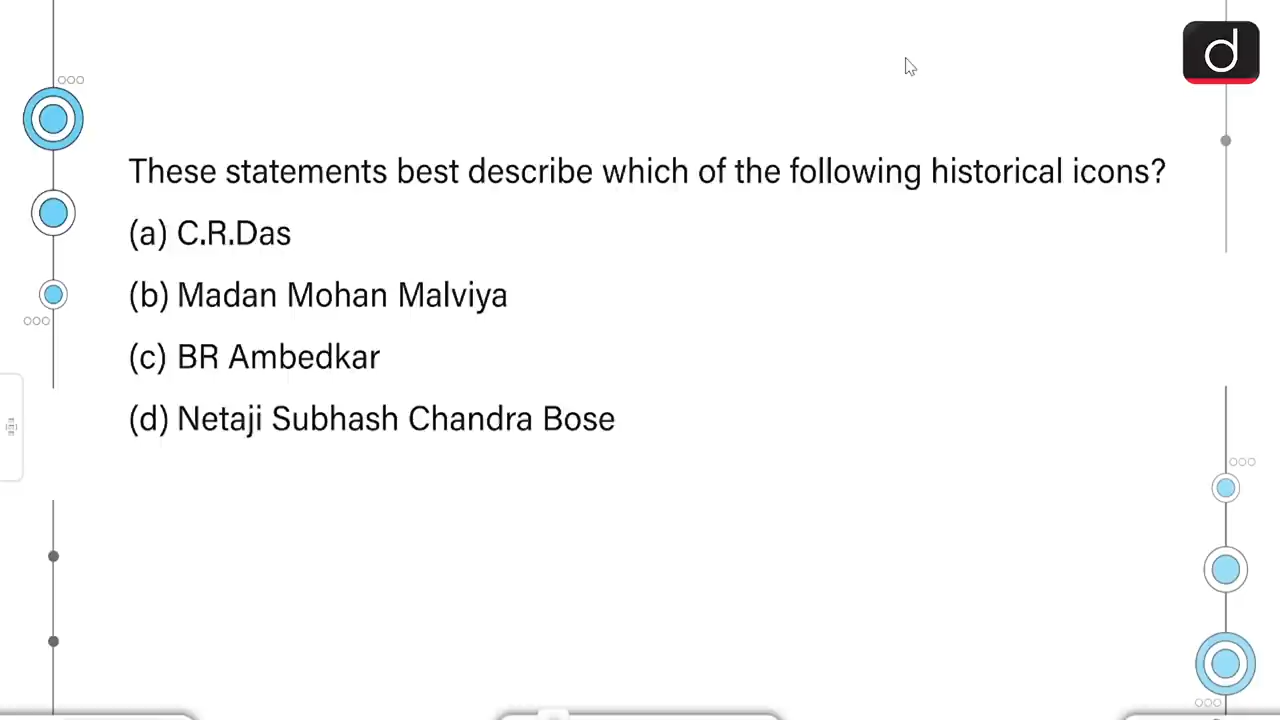 d
These statements best describe which of the following historical icons?
(a) C.R.Das
(b) Madan Mohan Malviya
(c) BR Ambedkar
(d) Netaji Subhash Chandra Bose